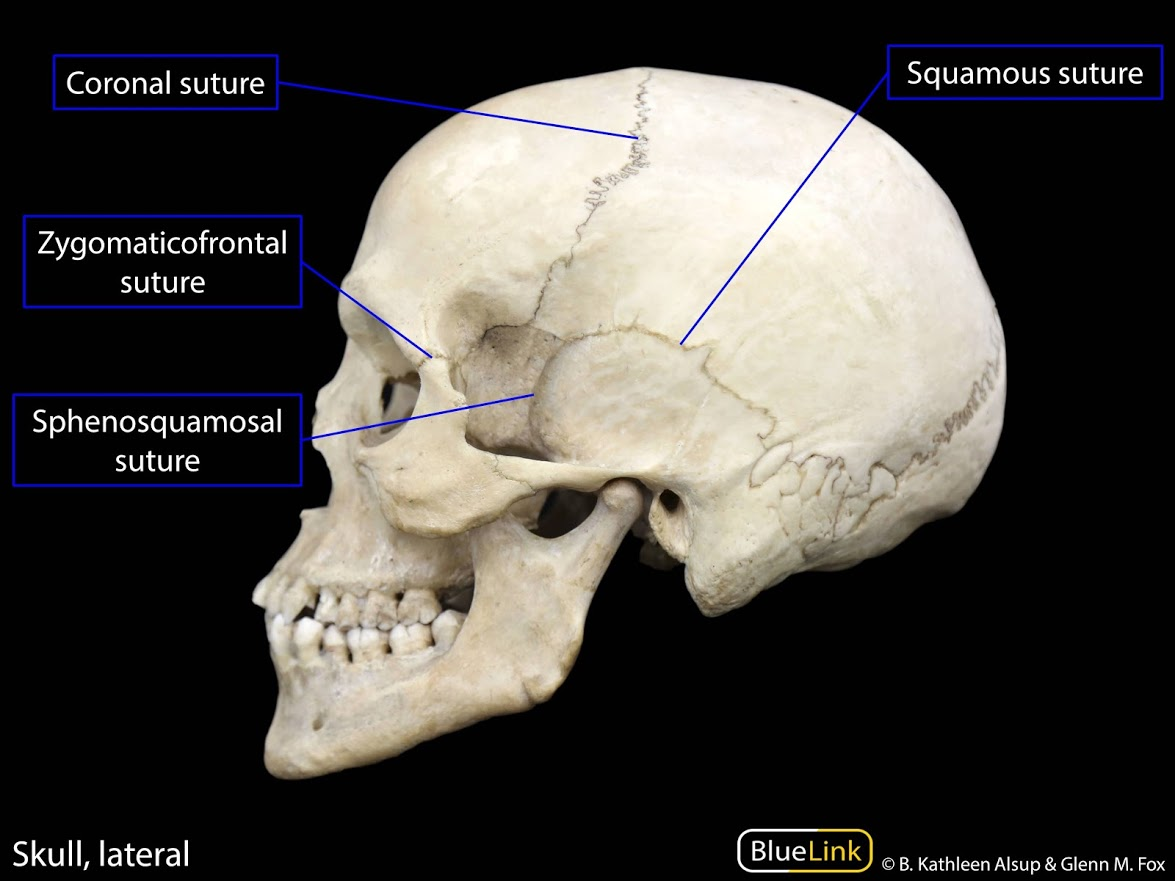 Coronal suture
Squamous suture
Zygomaticofrontal
suture
Sphenosquamosal
suture
Skull, lateral
BlueLink
© B. Kathleen Alsup & Glenn M. Fox